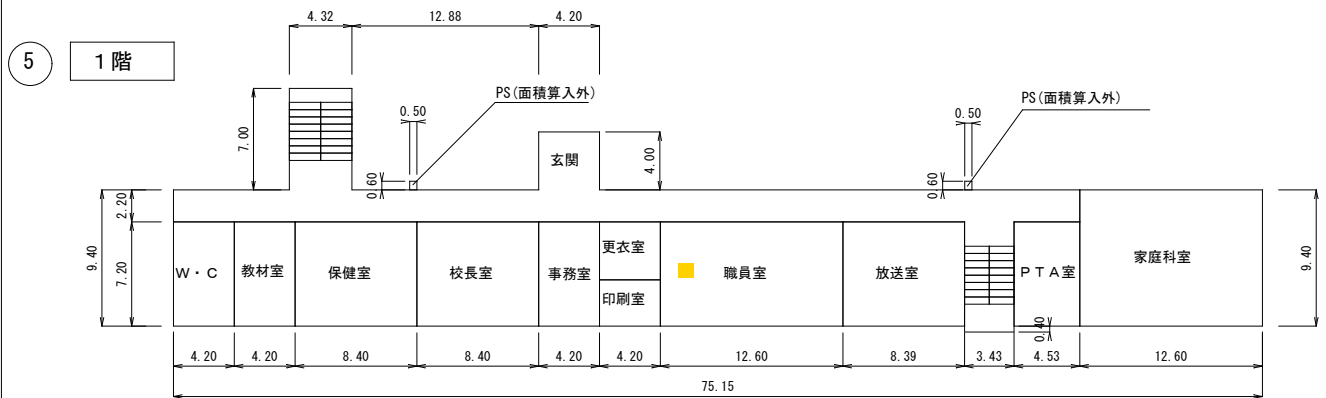 4.32
12.88
4.20
5
1階
PS(面積算入外)
PS(面積算入外)
0.50
0.50
7.00
玄関
4.00
0.60
0.60
2.20
9.40
7.20
9.40
W・C
教材室
保健室
校長室
事務室
更衣室
印刷室
職員室
放送室
PTA室
家庭科室
0.40
4.20
4.20
8.40
8.40
4.20
4.20
12.60
8.39
3.43
4.53
12.60
75.15